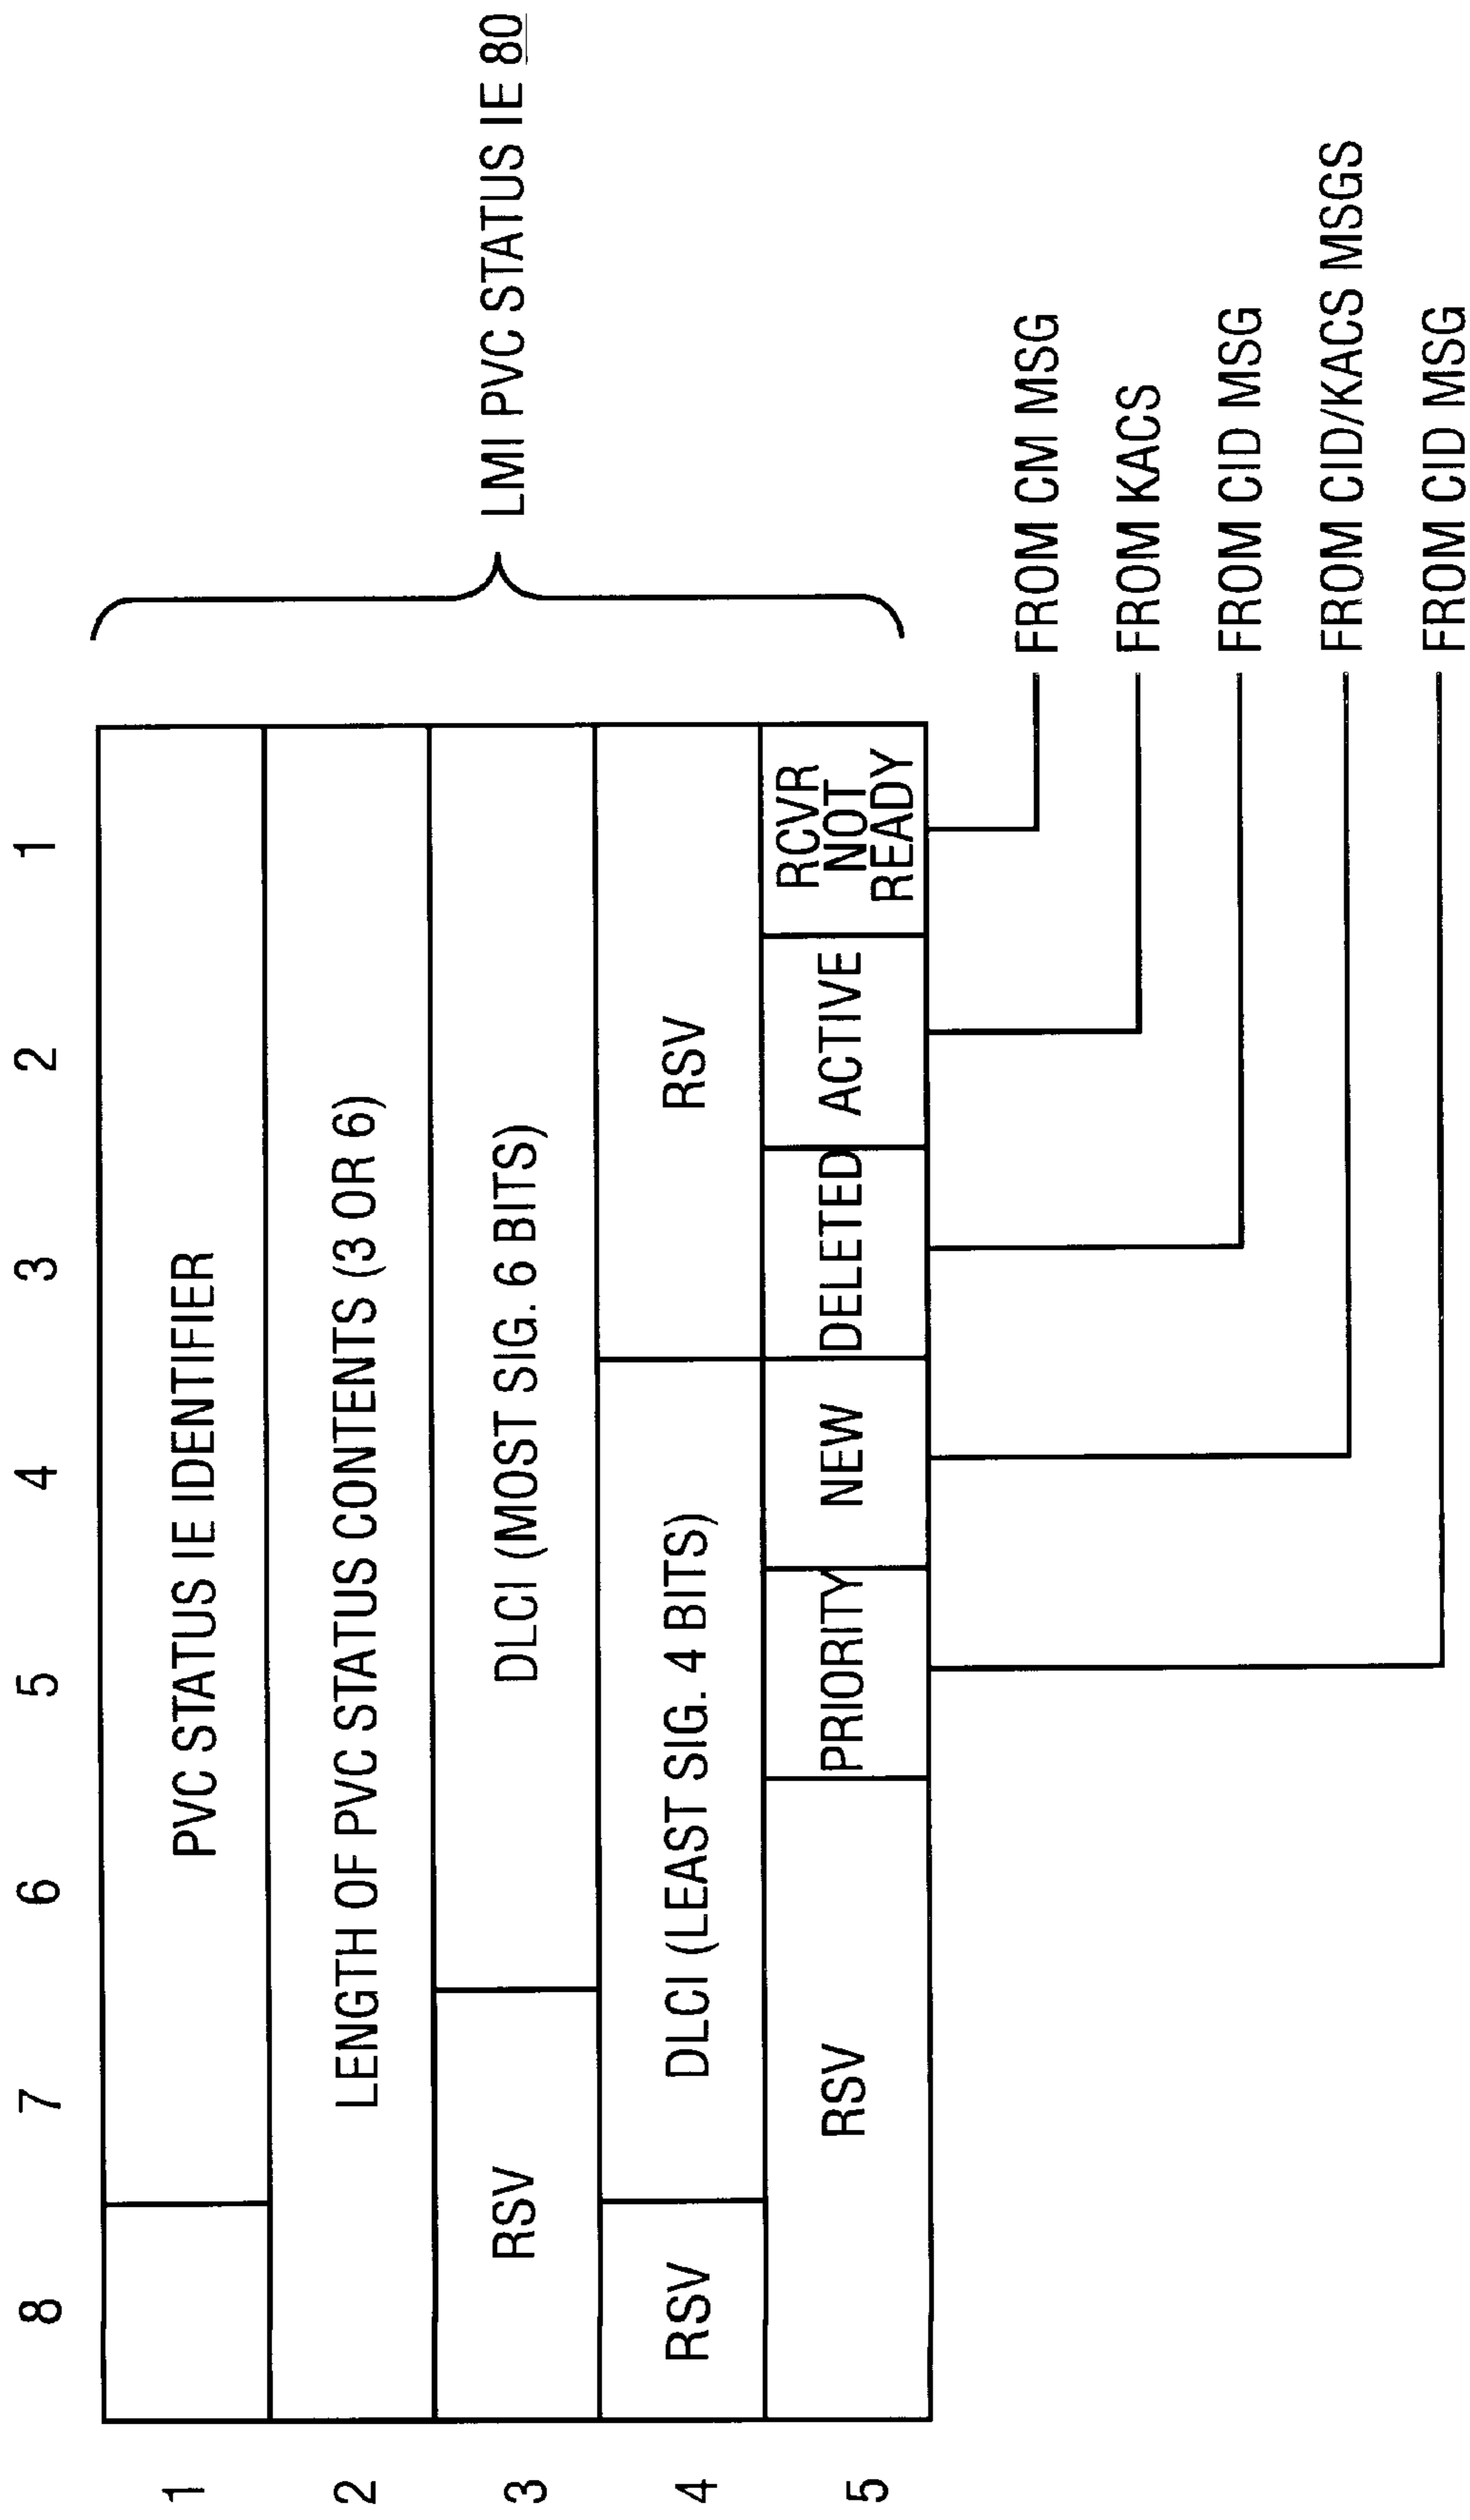 8 7 6 5 4 3 2 1
1 PVC STATUS IE IDENTIFIER
2 LENGTH OF PVC STATUS CONTENTS (3 OR 6)
3 RSV DLCI (MOST SIG. 6 BITS)
4 RSV DLCI (LEAST SIG. 4 BITS) RSV
5 RSV PRIORITY NEW DELETED ACTIVE RCVR
NOT
READY
LMI PVC STATUS IE 80
FROM CM MSG
FROM KACS
FROM CID MSG
FROM CID/KACS MSGS
FROM CID MSG